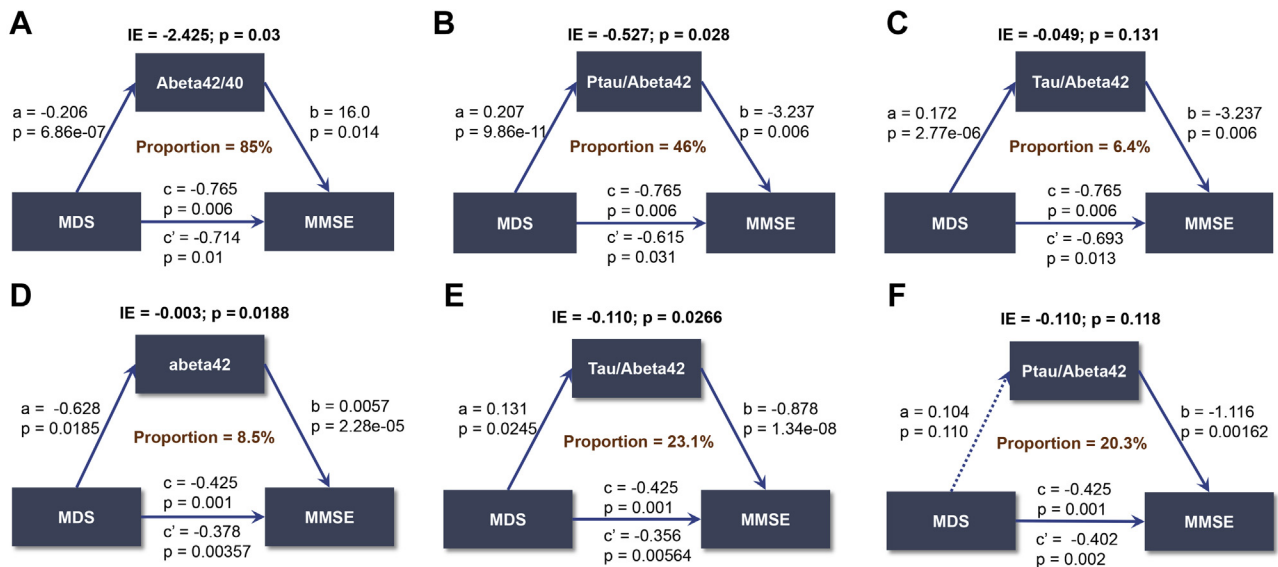 A
IE = -2.425; p = 0.03
Abeta42/40
a = -0.206
p = 6.86e-07
b = 16.0
p = 0.014
Proportion = 85%
MDS
c = -0.765
p = 0.006
c' = -0.714
p = 0.01
MMSE
B
IE = -0.527; p = 0.028
Ptau/Abeta42
a = 0.207
p = 9.86e-11
b = -3.237
p = 0.006
Proportion = 46%
MDS
c = -0.765
p = 0.006
c' = -0.615
p = 0.031
MMSE
C
IE = -0.049; p = 0.131
Tau/Abeta42
a = 0.172
p = 2.77e-06
b = -3.237
p = 0.006
Proportion = 6.4%
MDS
c = -0.765
p = 0.006
c' = -0.693
p = 0.013
MMSE
D
IE = -0.003; p = 0.0188
abeta42
a = -0.628
p = 0.0185
b = 0.0057
p = 2.28e-05
Proportion = 8.5%
MDS
c = -0.425
p = 0.001
c' = -0.378
p = 0.00357
MMSE
E
IE = -0.110; p = 0.0266
Tau/Abeta42
a = 0.131
p = 0.0245
b = -0.878
p = 1.34e-08
Proportion = 23.1%
MDS
c = -0.425
p = 0.001
c' = -0.356
p = 0.00564
MMSE
F
IE = -0.110; p = 0.118
Ptau/Abeta42
a = 0.104
p = 0.110
b = -1.116
p = 0.00162
Proportion = 20.3%
MDS
c = -0.425
p = 0.001
c' = -0.402
p = 0.002
MMSE